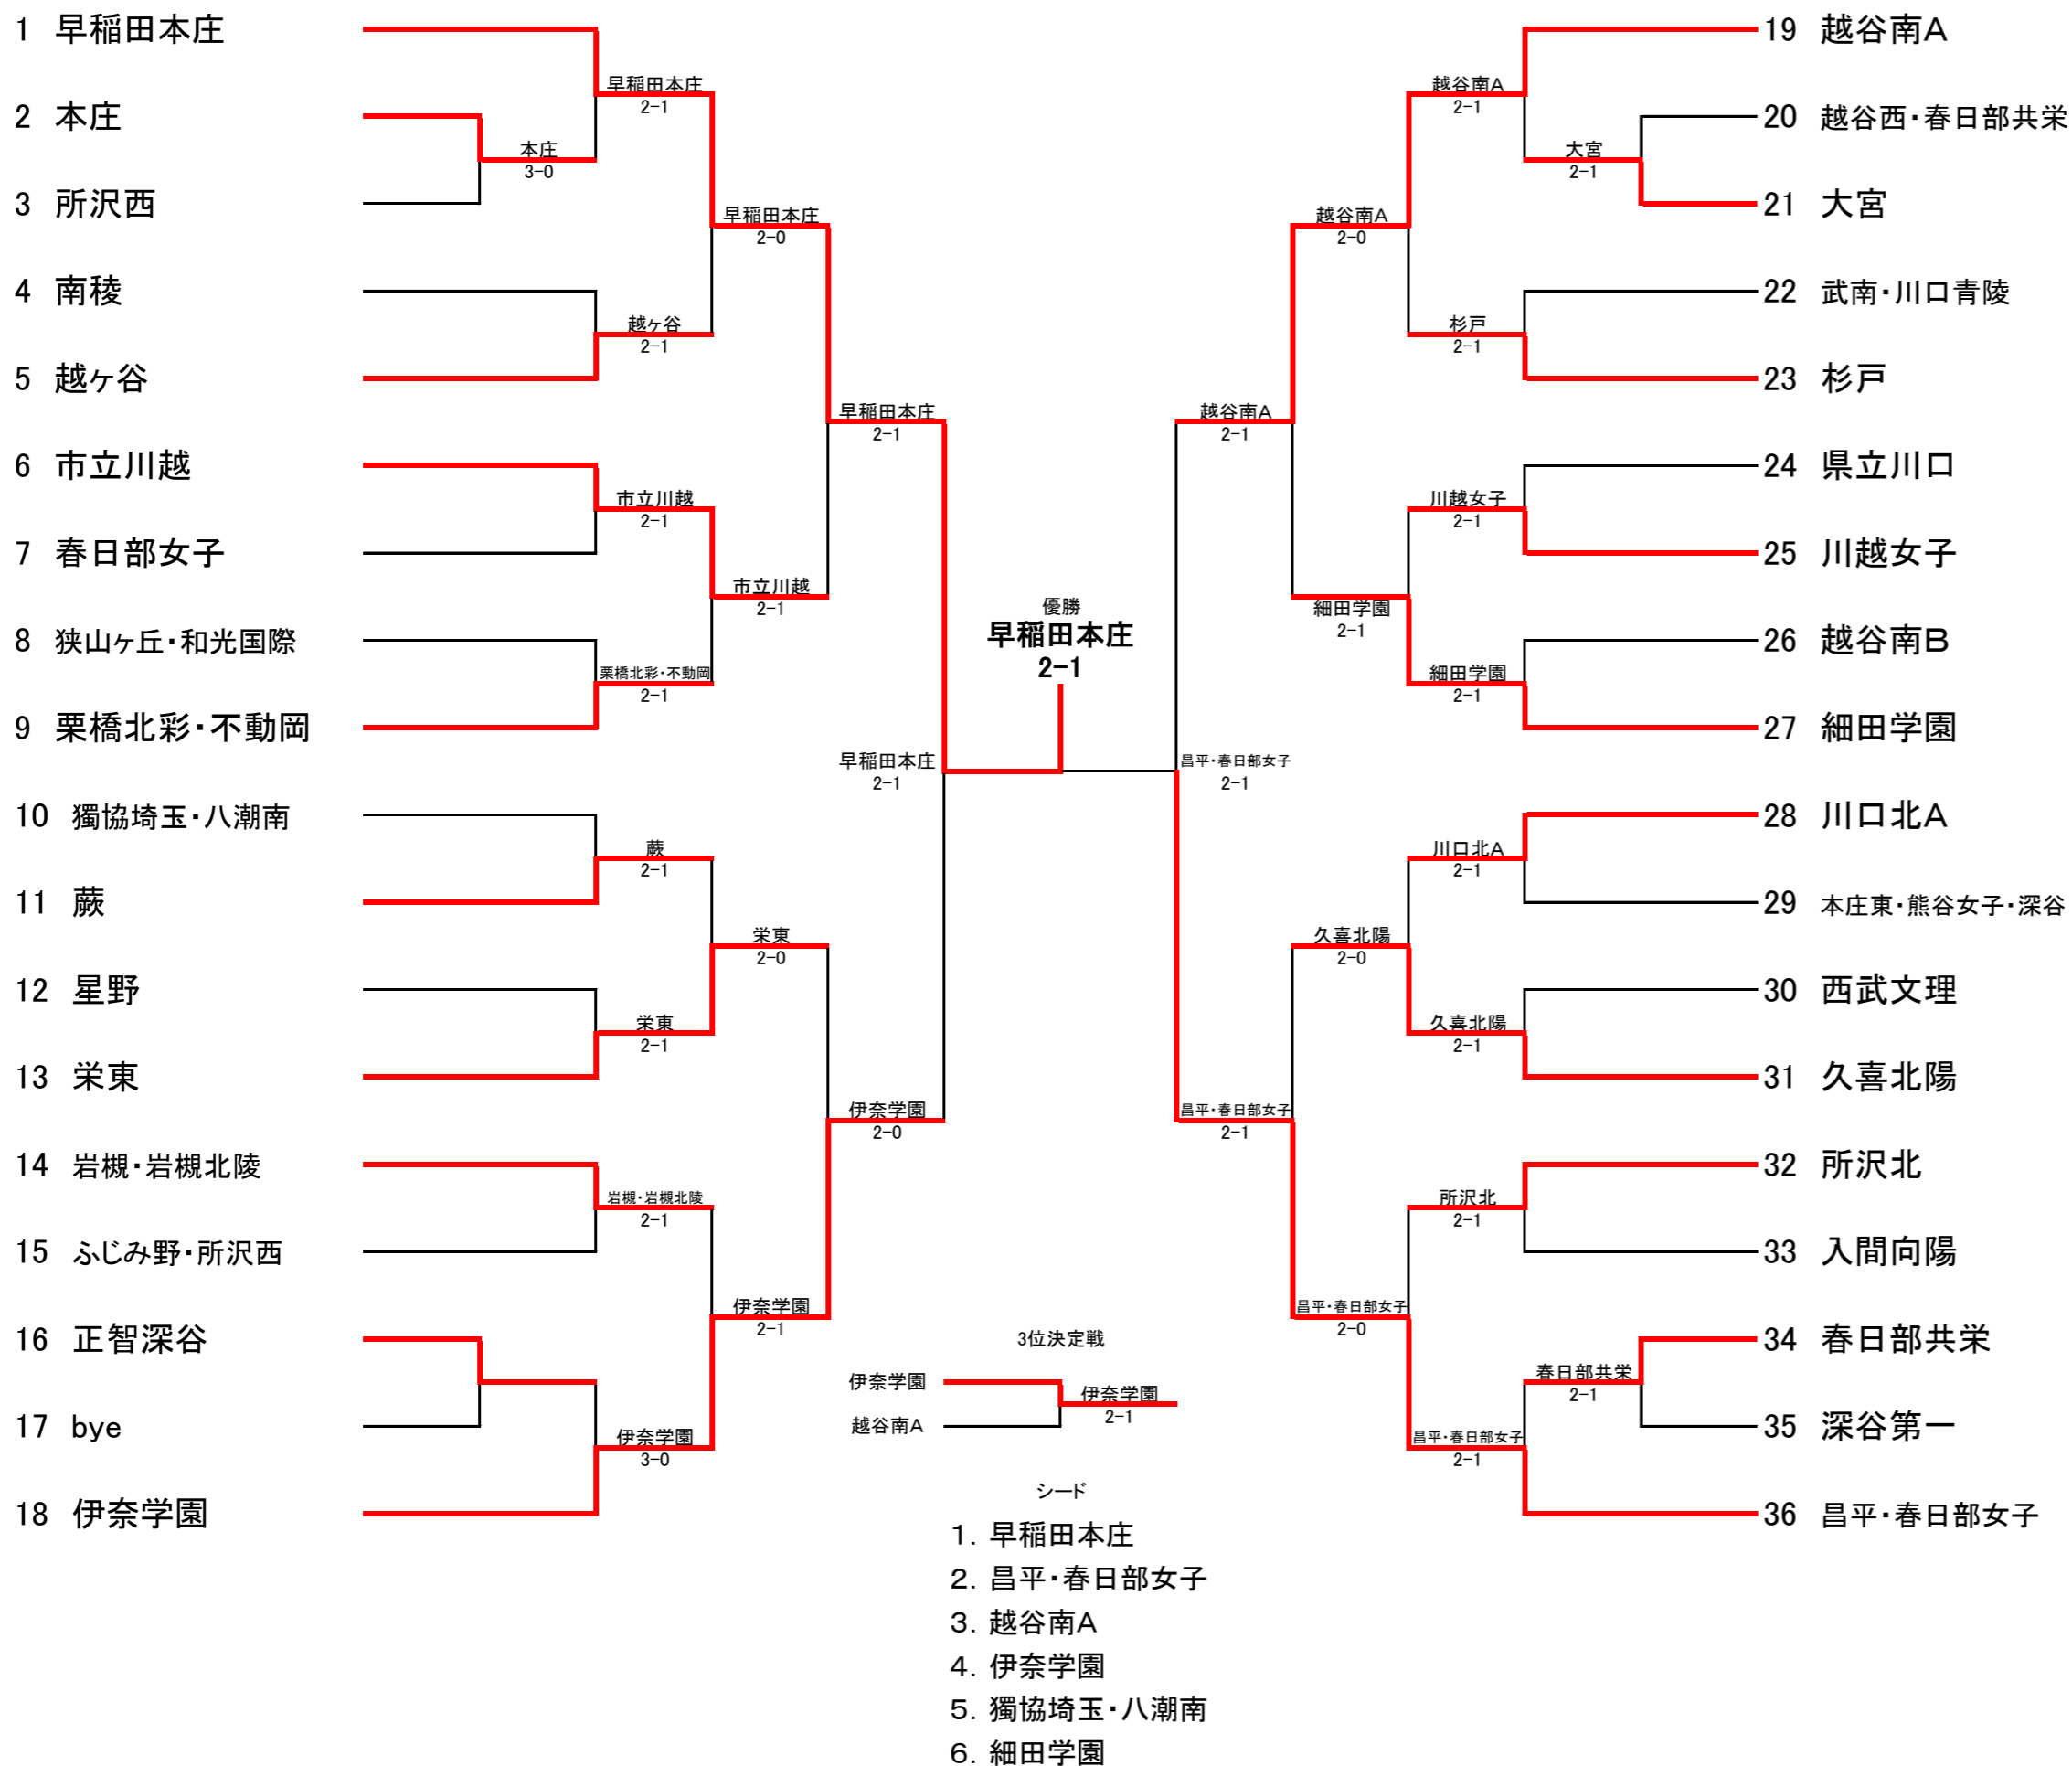 1 早稲田本庄
2 本庄
3 所沢西
4 南稜
5 越ヶ谷
6 市立川越
7 春日部女子
8 狭山ヶ丘・和光国際
9 栗橋北彩・不動岡
10 獨協埼玉・八潮南
11 蕨
12 星野
13 栄東
14 岩槻・岩槻北陵
15 ふじみ野・所沢西
16 正智深谷
17 bye
18 伊奈学園
本庄
3-0
早稲田本庄
2-1
越ヶ谷
2-1
市立川越
2-1
栗橋北彩・不動岡
2-1
蕨
2-1
栄東
2-1
岩槻・岩槻北陵
2-1
伊奈学園
3-0
早稲田本庄
2-0
市立川越
2-1
栄東
2-0
伊奈学園
2-1
早稲田本庄
2-1
伊奈学園
2-0
早稲田本庄
2-1
優勝
早稲田本庄
2-1
昌平・春日部女子
2-1
越谷南A
2-1
昌平・春日部女子
2-1
越谷南A
2-0
細田学園
2-1
久喜北陽
2-0
昌平・春日部女子
2-0
越谷南A
2-1
杉戸
2-1
川越女子
2-1
細田学園
2-1
川口北A
2-1
久喜北陽
2-1
所沢北
2-1
昌平・春日部女子
2-1
大宮
2-1
春日部共栄
2-1
19 越谷南A
20 越谷西・春日部共栄
21 大宮
22 武南・川口青陵
23 杉戸
24 県立川口
25 川越女子
26 越谷南B
27 細田学園
28 川口北A
29 本庄東・熊谷女子・深谷
30 西武文理
31 久喜北陽
32 所沢北
33 入間向陽
34 春日部共栄
35 深谷第一
36 昌平・春日部女子
3位決定戦
伊奈学園
越谷南A
伊奈学園
2-1
シード
1. 早稲田本庄
2. 昌平・春日部女子
3. 越谷南A
4. 伊奈学園
5. 獨協埼玉・八潮南
6. 細田学園